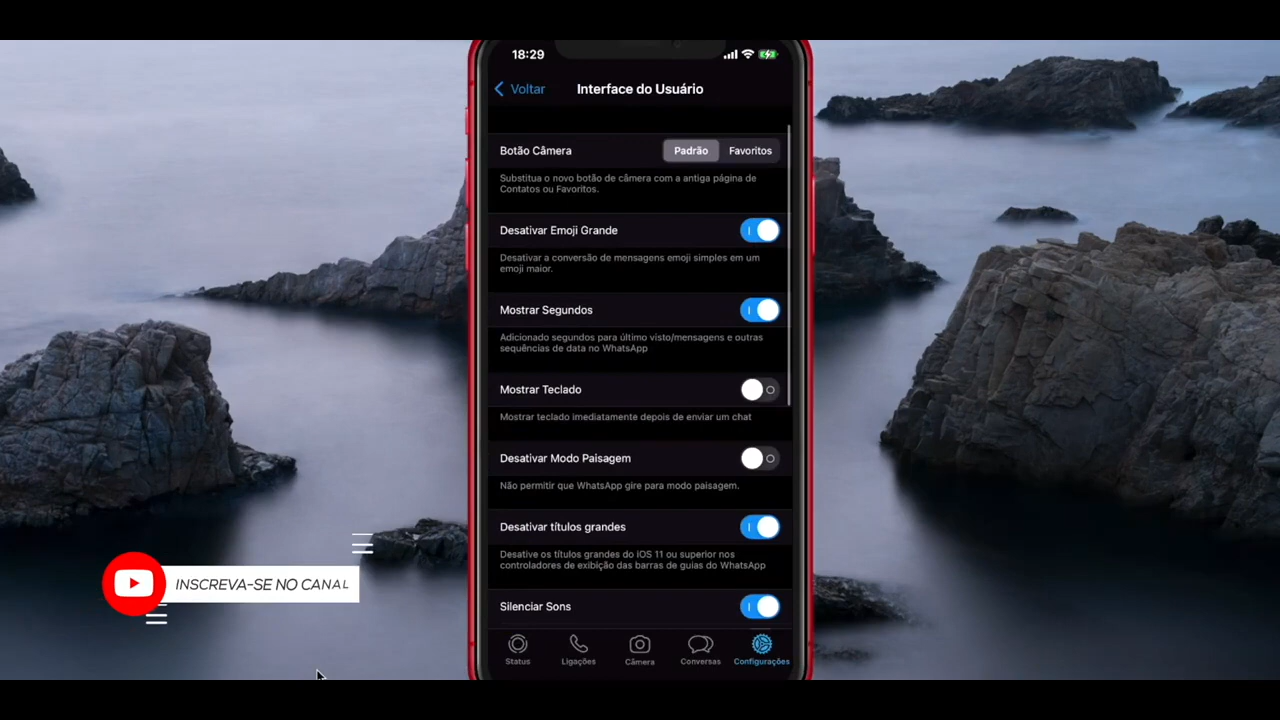 18:29
Voltar
Interface do Usuário
Botão Câmera
Padrão
Favoritos
Substitua o novo botão de câmera com a antiga página de
Contatos ou Favoritos.
Desativar Emoji Grande
Desativar a conversão de mensagens emoji simples em um
emoji maior.
Mostrar Segundos
Adicionado segundos para último visto/mensagens e outras
sequências de data no WhatsApp
Mostrar Teclado
Mostrar teclado imediatamente depois de enviar um chat
Desativar Modo Paisagem
Não permitir que WhatsApp gire para modo paisagem.
Desativar títulos grandes
Desative os títulos grandes do iOS 11 ou superior nos
controladores de exibição das barras de guias do WhatsApp
Silenciar Sons
Status
Ligações
Câmera
Conversas
Configurações
INSCREVA-SE NO CANAL